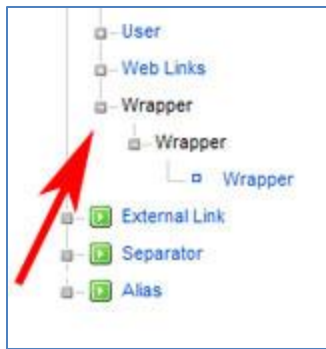 User
Web Links
Wrapper
Wrapper
Wrapper
External Link
Separator
Alias